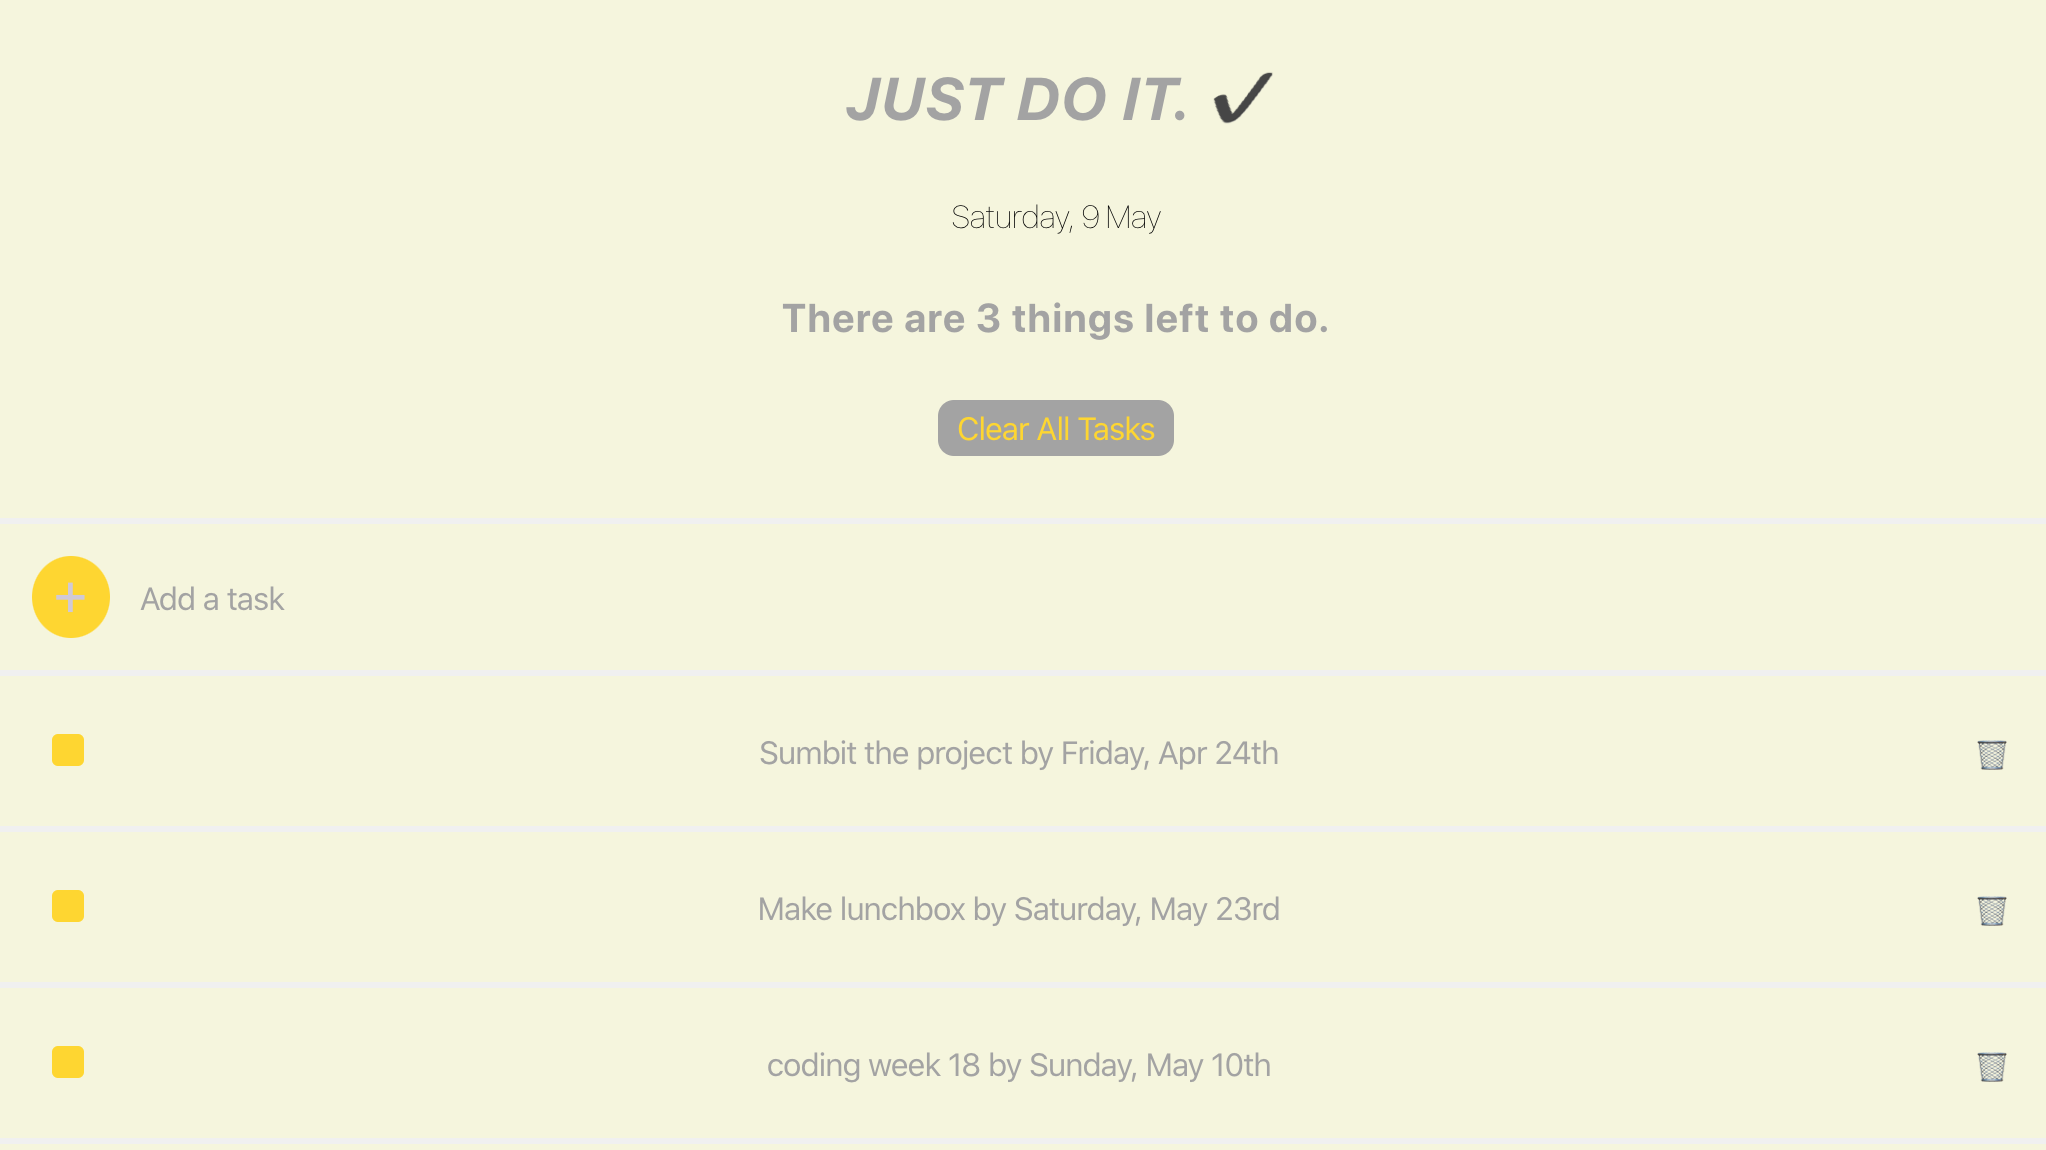 JUST DO IT. ✔
Saturday, 9 May
There are 3 things left to do.
Clear All Tasks
+ Add a task
Sumbit the project by Friday, Apr 24th
Make lunchbox by Saturday, May 23rd
coding week 18 by Sunday, May 10th